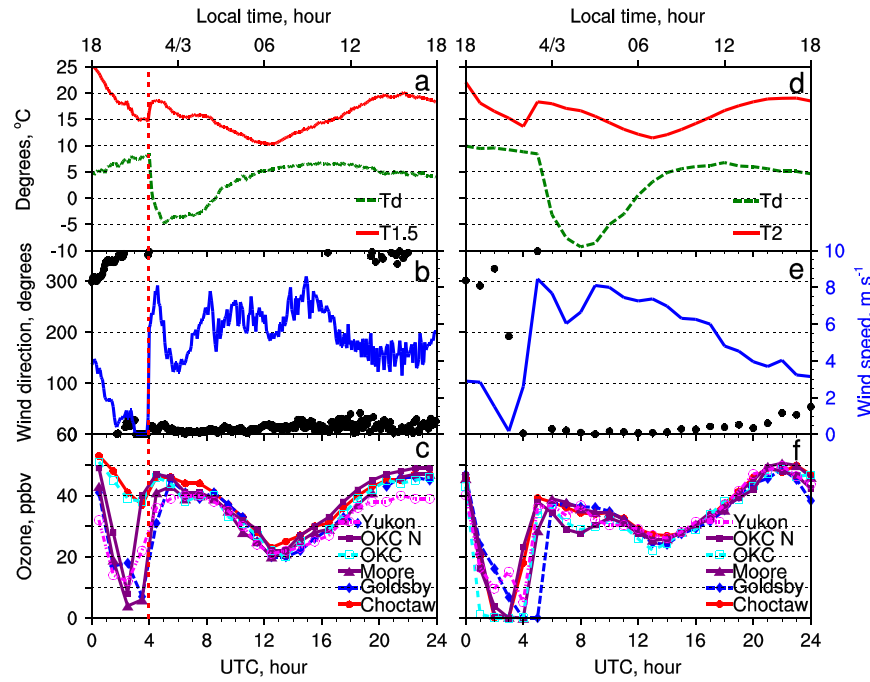 Local time, hour
Local time, hour
18 4/3 06 12 18
18 4/3 06 12 18
Degrees, °C
25
20
15
10
5
0
-5
-10
a
Td
T1.5
d
Td
T2
Wind direction, degrees
300
200
100
b
e
10
8
6
4
2
0
Wind speed, m s-1
Ozone, ppbv
60
40
20
0
c
Yukon
OKC N
OKC
Moore
Goldsby
Choctaw
f
Yukon
OKC N
OKC
Moore
Goldsby
Choctaw
0 4 8 12 16 20 24
0 4 8 12 16 20 24
UTC, hour
UTC, hour